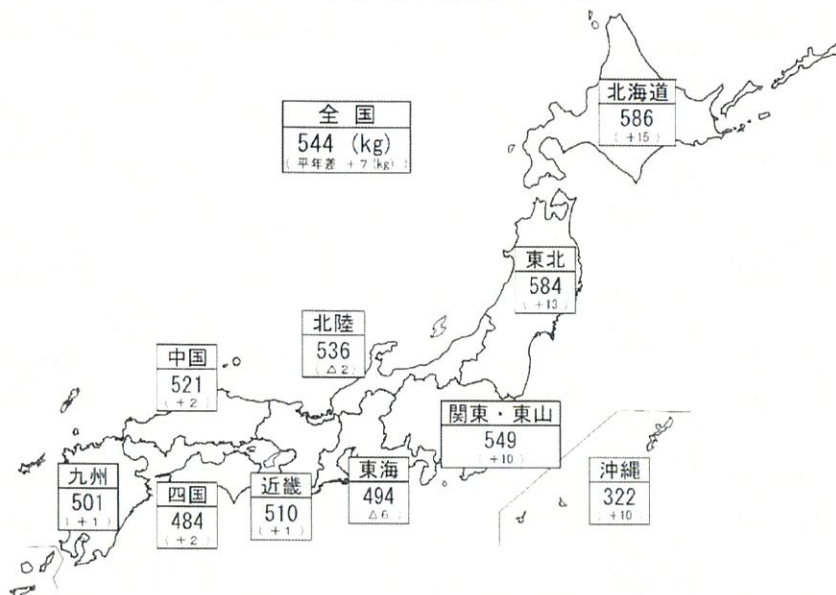 全 国
544 (kg)
( 平年差 +7(kg) )
北海道
586
( +15 )
東北
584
( +13 )
北陸
536
( △2 )
中国
521
( +2 )
関東・東山
549
( +10 )
九州
501
( +1 )
四国
484
( +2 )
近畿
510
( +1 )
東海
494
△6 )
沖縄
322
( +10 )